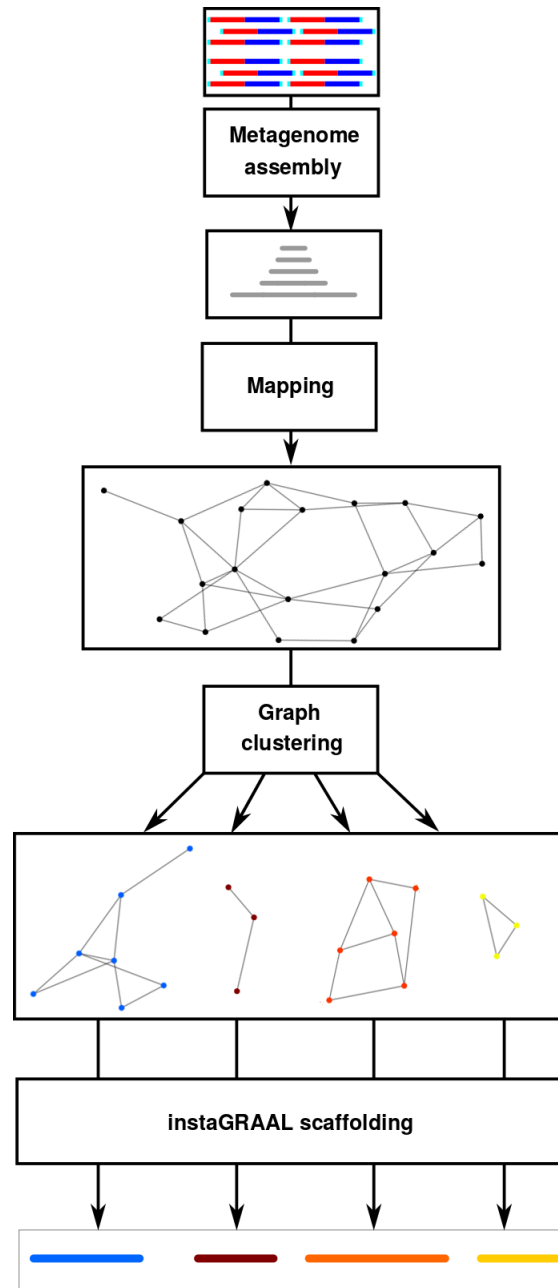 Metagenome
assembly
Mapping
Graph
clustering
instaGRAAL scaffolding